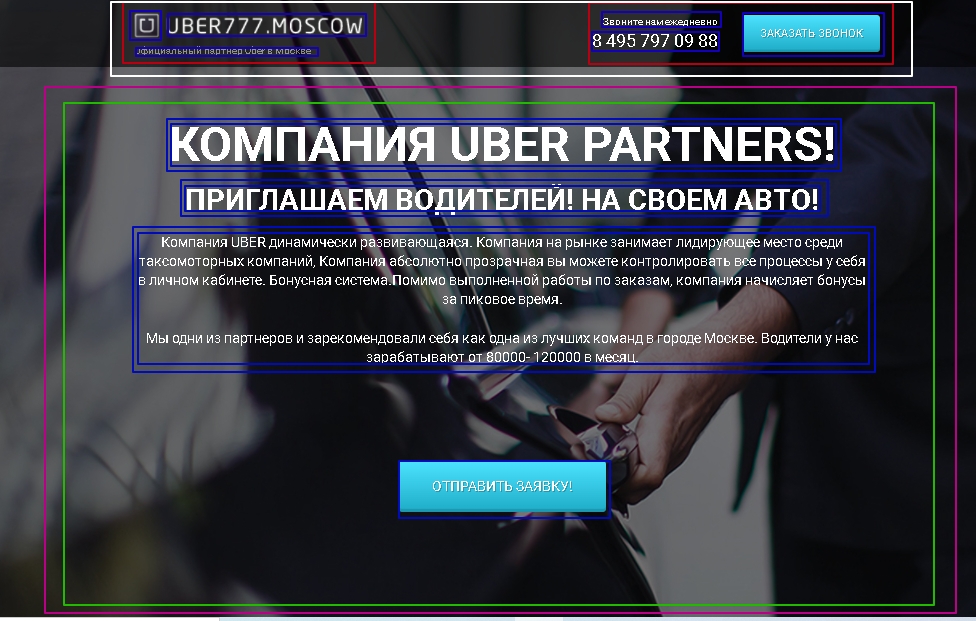 UBER777.MOSCOW
официальный партнер Uber в Москве
Звоните нам ежедневно
8 495 797 09 88
ЗАКАЗАТЬ ЗВОНОК
КОМПАНИЯ UBER PARTNERS!
ПРИГЛАШАЕМ ВОДИТЕЛЕЙ! НА СВОЕМ АВТО!
Компания UBER динамически развивающаяся. Компания на рынке занимает лидирующее место среди
таксомоторных компаний, Компания абсолютно прозрачная вы можете контролировать все процессы у себя
в личном кабинете. Бонусная система.Помимо выполненной работы по заказам, компания начисляет бонусы
за пиковое время.
Мы одни из партнеров и зарекомендовали себя как одна из лучших команд в городе Москве. Водители у нас
зарабатывают от 80000- 120000 в месяц.
ОТПРАВИТЬ ЗАЯВКУ!